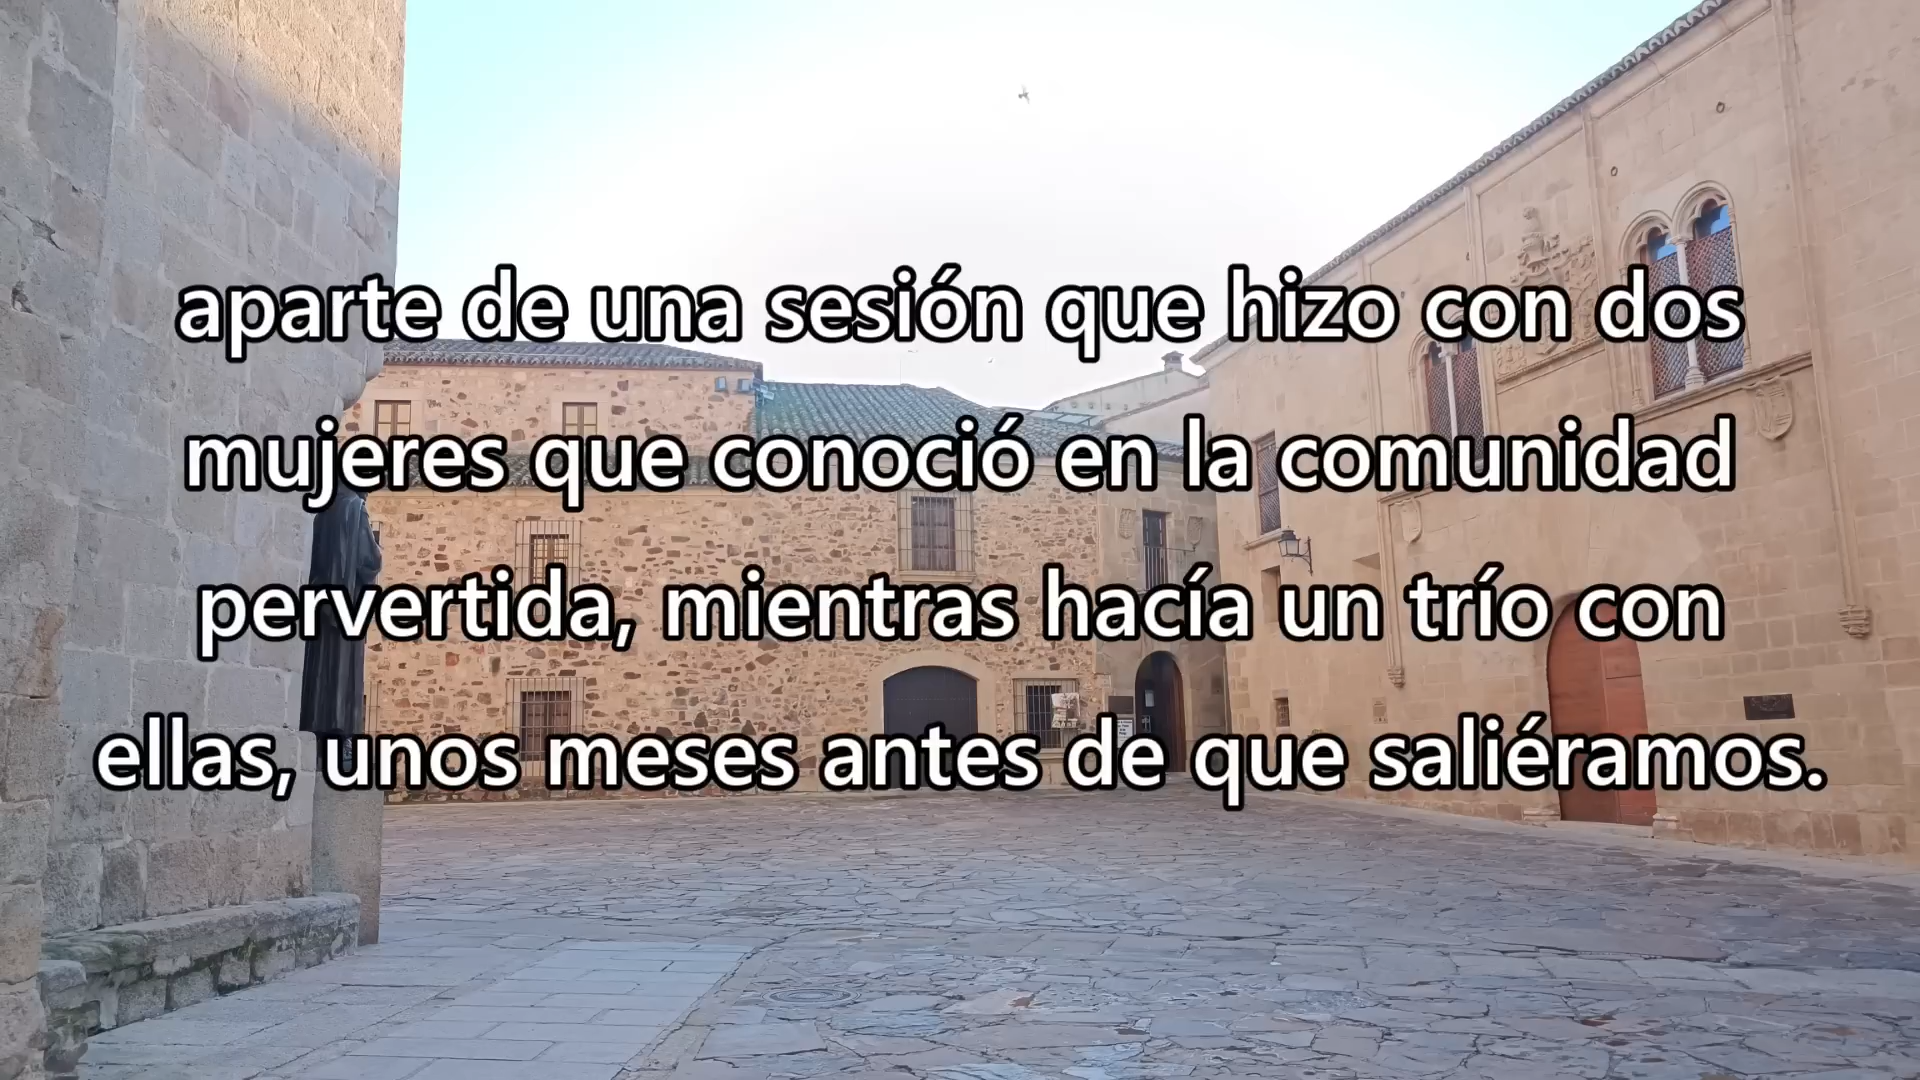 aparte de una sesión que hizo con dos
mujeres que conoció en la comunidad
pervertida, mientras hacía un trío con
ellas, unos meses antes de que saliéramos.